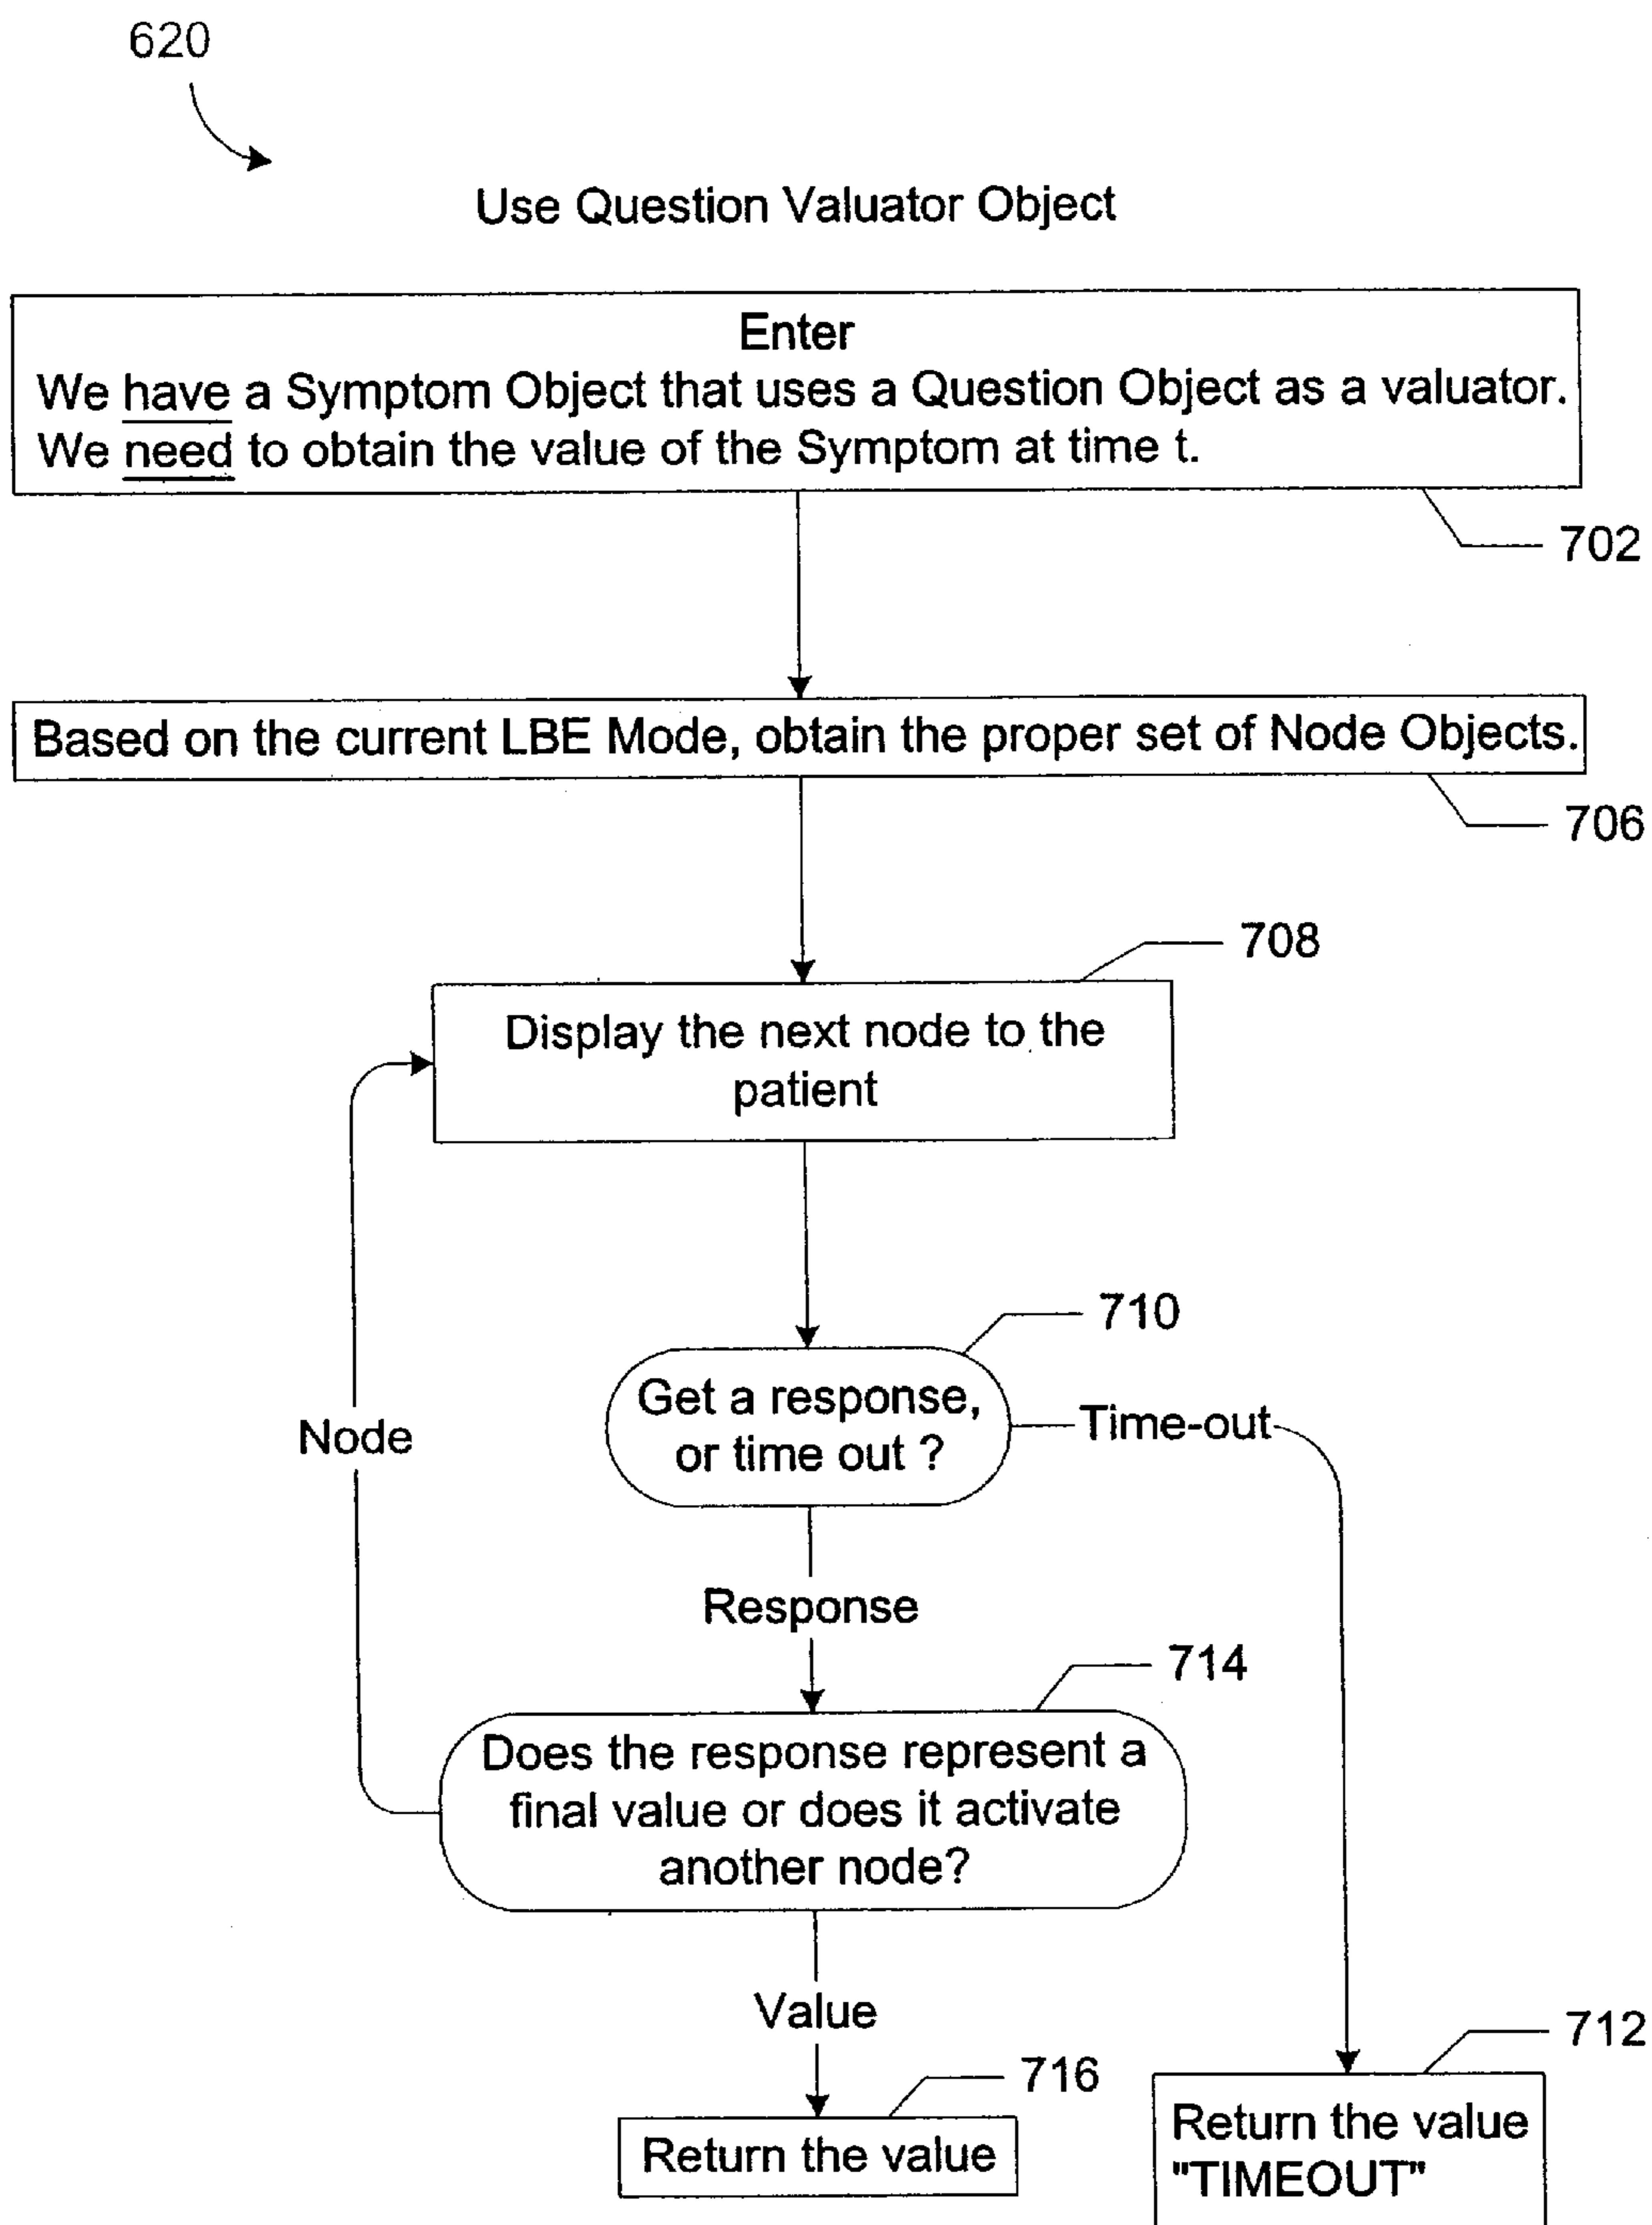 620
Use Question Valuator Object
Enter
We have a Symptom Object that uses a Question Object as a valuator.
We need to obtain the value of the Symptom at time t.
702
Based on the current LBE Mode, obtain the proper set of Node Objects.
706
708
Display the next node to the
patient
710
Get a response,
or time out ?
Time-out
Node
Response
714
Does the response represent a
final value or does it activate
another node?
Value
712
716
Return the value
Return the value
"TIMEOUT"